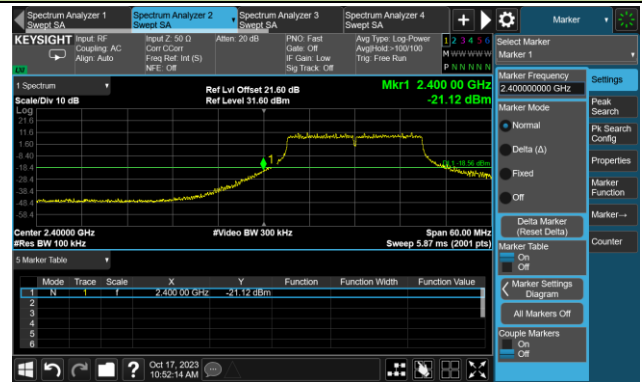 Spectrum Analyzer 1
Swept SA
Spectrum Analyzer 2
Swept SA
Spectrum Analyzer 3
Swept SA
Spectrum Analyzer 4
Swept SA
+
Marker
KEYSIGHT
Input: RF
Coupling: AC
Align: Auto
Input Z: 50 Ω
Corr CCorr
Freq Ref: Int (S)
NFE: Off
Atten: 20 dB
PNO: Fast
Gate: Off
IF Gain: Low
Sig Track: Off
Avg Type: Log-Power
Avg|Hold:>100/100
Trig: Free Run
1 2 3 4 5 6
M W W W W W
P N N N N N
Select Marker
Marker 1
1 Spectrum
Scale/Div 10 dB
Log
Ref Lvl Offset 21.60 dB
Ref Level 31.60 dBm
Mkr1 2.400 00 GHz
-21.12 dBm
21.6
11.6
1.60
-8.40
-18.4
-28.4
-38.4
-48.4
-58.4
1
DL1 -18.56 dBm
Center 2.40000 GHz
#Res BW 100 kHz
#Video BW 300 kHz
Span 60.00 MHz
Sweep 5.87 ms (2001 pts)
5 Marker Table
Mode Trace Scale X Y Function Function Width Function Value
1 N 1 f 2.400 00 GHz -21.12 dBm
2
3
4
5
6
Marker Frequency
2.400000000 GHz
Marker Mode
Normal
Delta (Δ)
Fixed
Off
Delta Marker
(Reset Delta)
Marker Table
On
Off
Marker Settings
Diagram
All Markers Off
Couple Markers
On
Off
Settings
Peak
Search
Pk Search
Config
Properties
Marker
Function
Marker→
Counter
?
Oct 17, 2023
10:52:14 AM